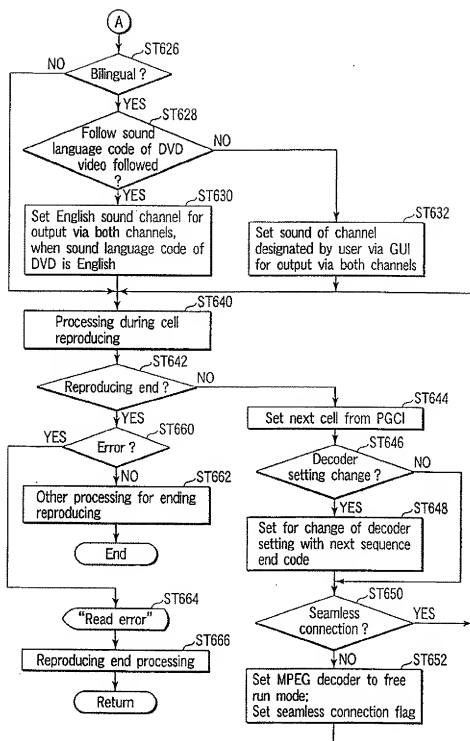 A
ST626
NO
Bilingual ?
YES
ST628
NO
Follow sound
language code of DVD
video followed
?
YES
ST630
Set English sound channel for
output via both channels,
when sound language code of
DVD is English
ST632
Set sound of channel
designated by user via GUI
for output via both channels
ST640
Processing during cell
reproducing
ST642
Reproducing end ?
NO
YES
ST644
Set next cell from PGCI
ST660
YES
Error ?
NO
ST646
Decoder
setting change ?
NO
YES
ST662
Other processing for ending
reproducing
End
ST648
Set for change of decoder
setting with next sequence
end code
ST650
Seamless
connection ?
YES
NO
ST664
"Read error"
ST666
Reproducing end processing
Return
ST652
Set MPEG decoder to free
run mode;
Set seamless connection flag